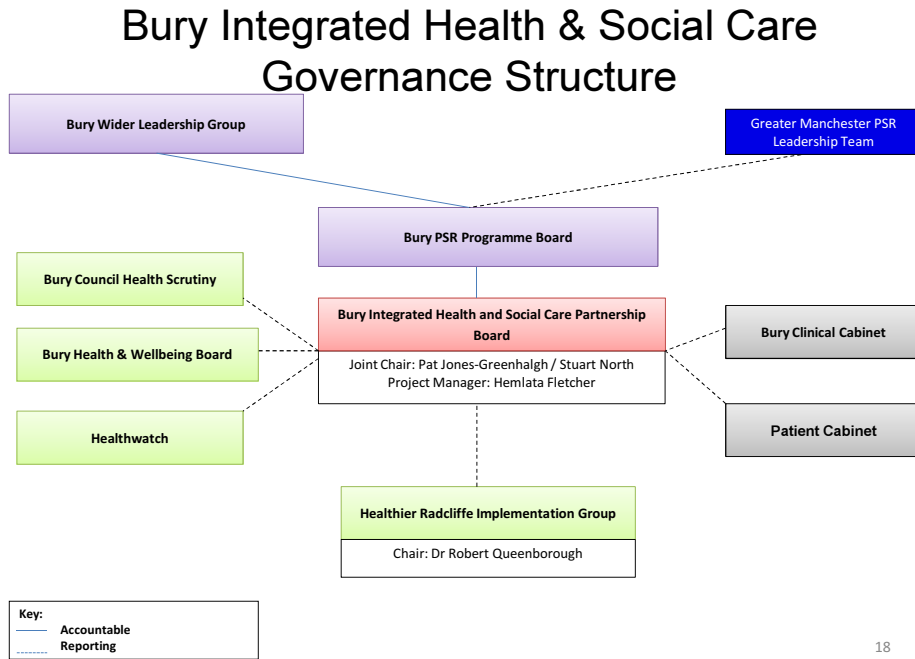 Bury Integrated Health & Social Care
Governance Structure
Bury Wider Leadership Group
Greater Manchester PSR
Leadership Team
Bury PSR Programme Board
Bury Council Health Scrutiny
Bury Integrated Health and Social Care Partnership
Board
Bury Clinical Cabinet
Bury Health & Wellbeing Board
Joint Chair: Pat Jones-Greenhalgh / Stuart North
Project Manager: Hemlata Fletcher
Healthwatch
Patient Cabinet
Healthier Radcliffe Implementation Group
Chair: Dr Robert Queenborough
Key:
Accountable
Reporting
18